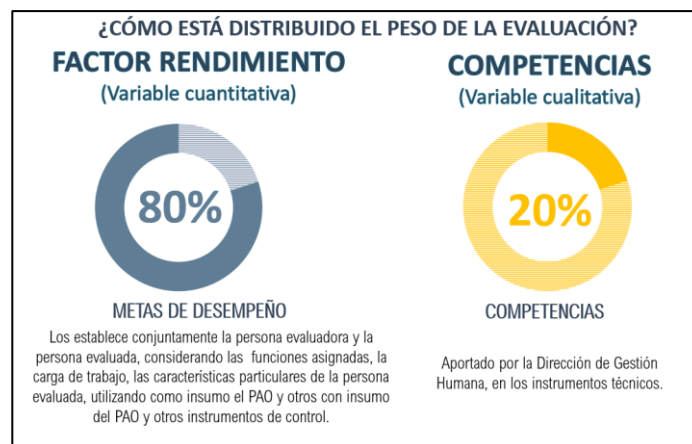 ¿CÓMO ESTÁ DISTRIBUIDO EL PESO DE LA EVALUACIÓN?
FACTOR RENDIMIENTO
(Variable cuantitativa)
80%
METAS DE DESEMPEÑO
Los establece conjuntamente la persona evaluadora y la
persona evaluada, considerando las funciones asignadas, la
carga de trabajo, las características particulares de la persona
evaluada, utilizando como insumo el PAO y otros con insumo
del PAO y otros instrumentos de control.
COMPETENCIAS
(Variable cualitativa)
20%
COMPETENCIAS
Aportado por la Dirección de Gestión
Humana, en los instrumentos técnicos.